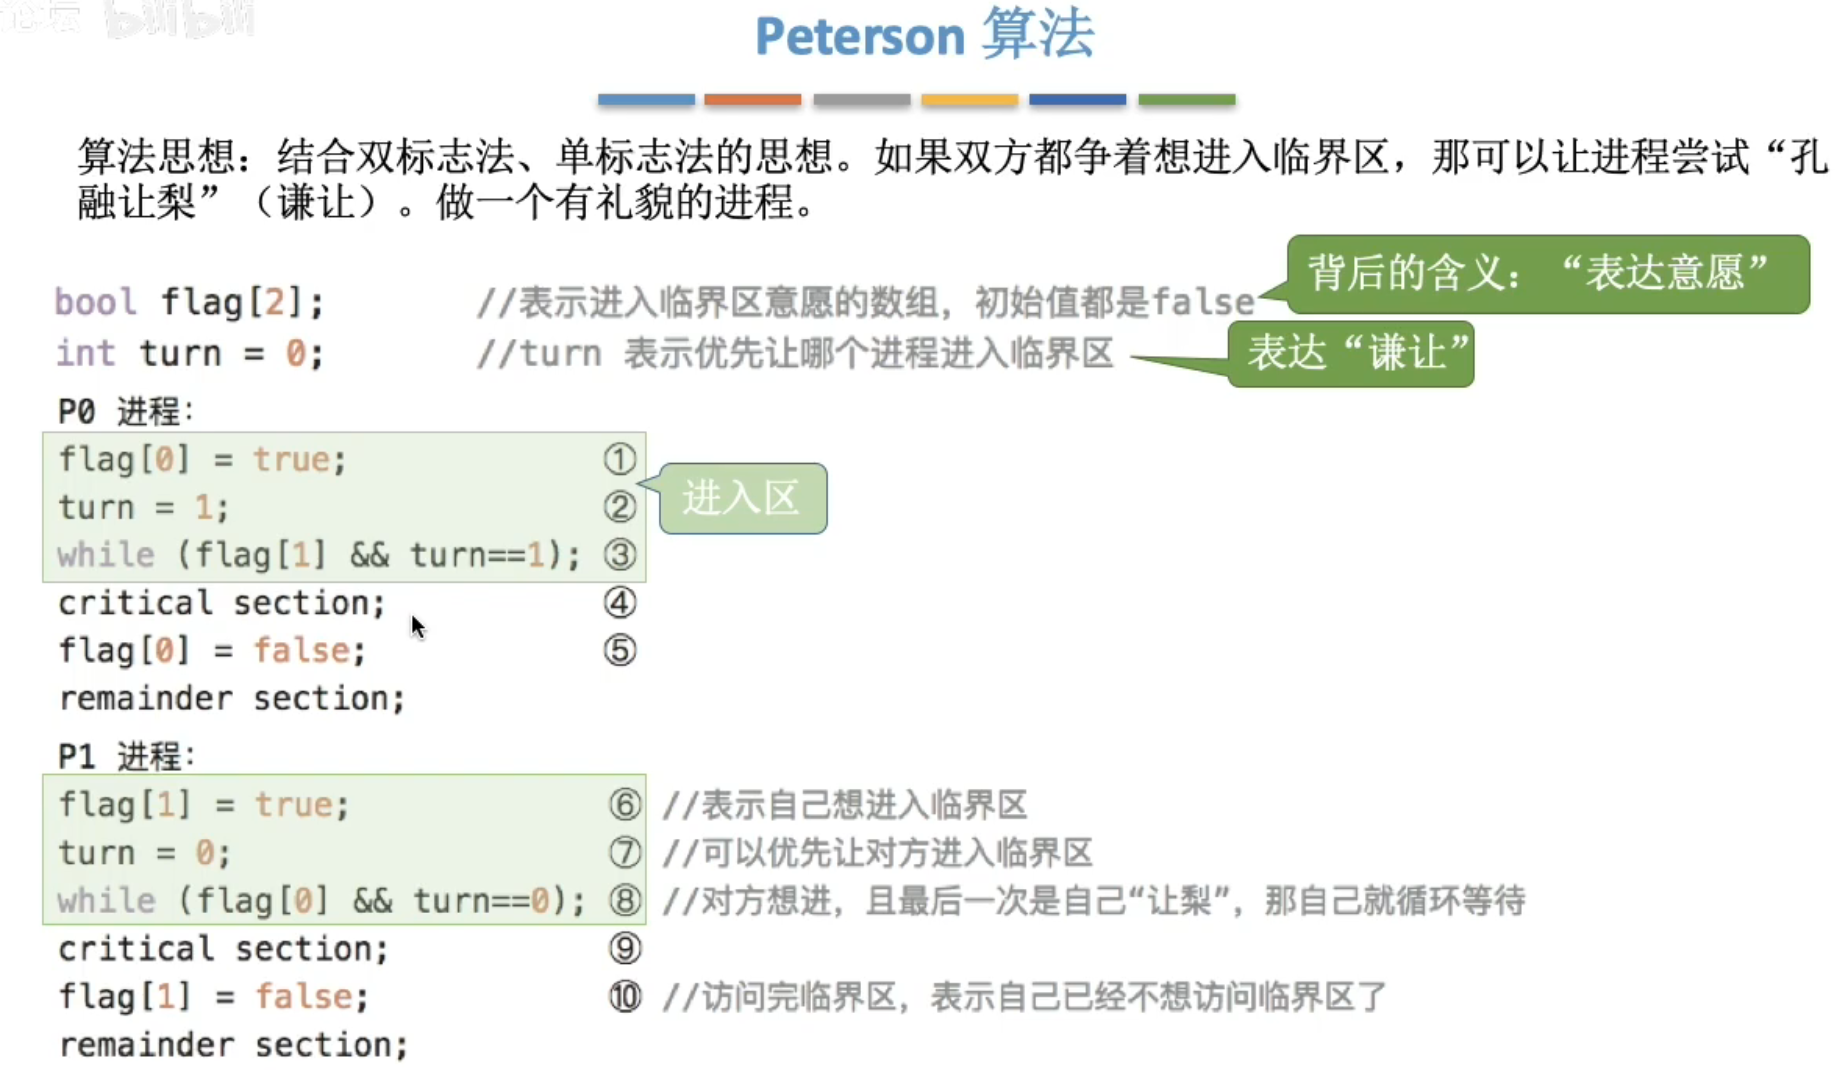 bilibili
Peterson 算法
算法思想：结合双标志法、单标志法的思想。如果双方都争着想进入临界区，那可以让进程尝试“孔
融让梨”（谦让）。做一个有礼貌的进程。
背后的含义：“表达意愿”
bool flag[2]; //表示进入临界区意愿的数组，初始值都是false
int turn = 0; //turn 表示优先让哪个进程进入临界区
表达“谦让”
P0 进程：
flag[0] = true; ①
turn = 1; ②
进入区
while (flag[1] && turn==1); ③
critical section; ④
flag[0] = false; ⑤
remainder section;
P1 进程：
flag[1] = true; ⑥ //表示自己想进入临界区
turn = 0; ⑦ //可以优先让对方进入临界区
while (flag[0] && turn==0); ⑧ //对方想进，且最后一次是自己“让梨”，那自己就循环等待
critical section; ⑨
flag[1] = false; ⑩ //访问完临界区，表示自己已经不想访问临界区了
remainder section;